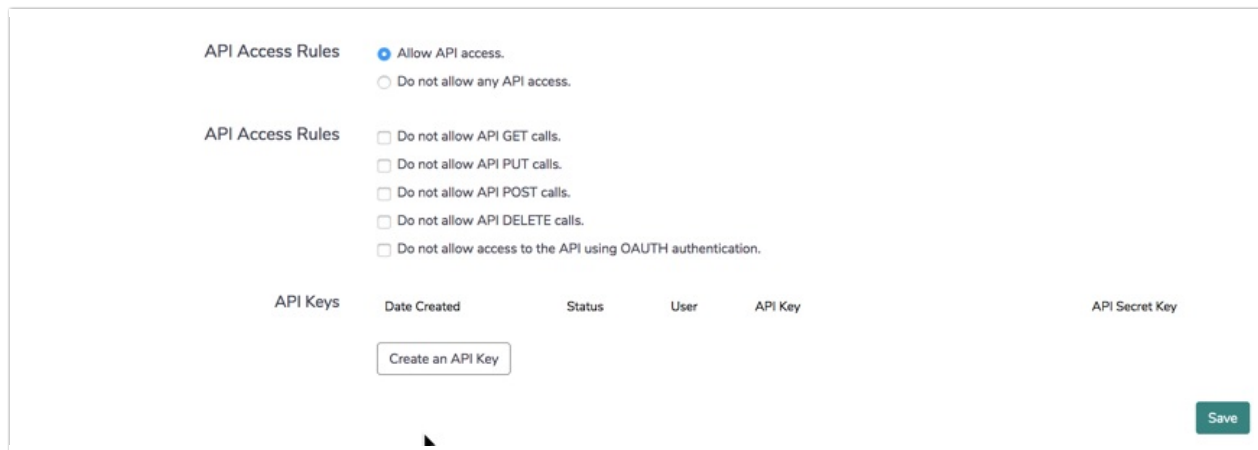 API Access Rules
Allow API access.
Do not allow any API access.
API Access Rules
Do not allow API GET calls.
Do not allow API PUT calls.
Do not allow API POST calls.
Do not allow API DELETE calls.
Do not allow access to the API using OAUTH authentication.
API Keys
Date Created Status User API Key API Secret Key
Create an API Key
Save